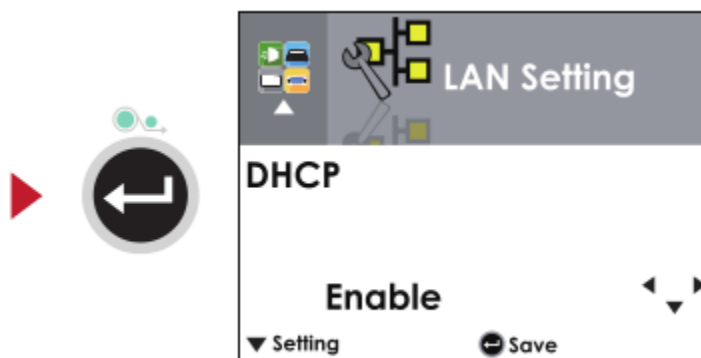 LAN Setting
DHCP
Enable
Setting
Save